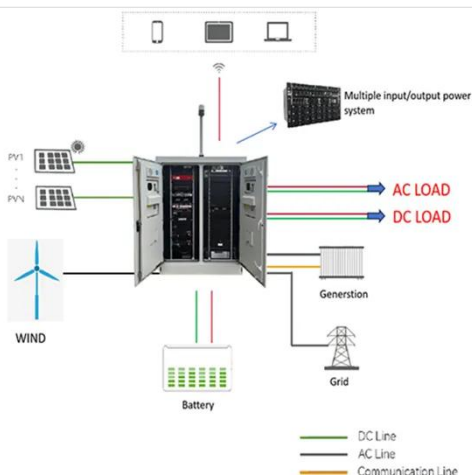 Multiple input/output power
system
PV1
PVN
AC LOAD
DC LOAD
Generstion
WIND
Grid
Battery
DC Line
AC Line
Communication Line